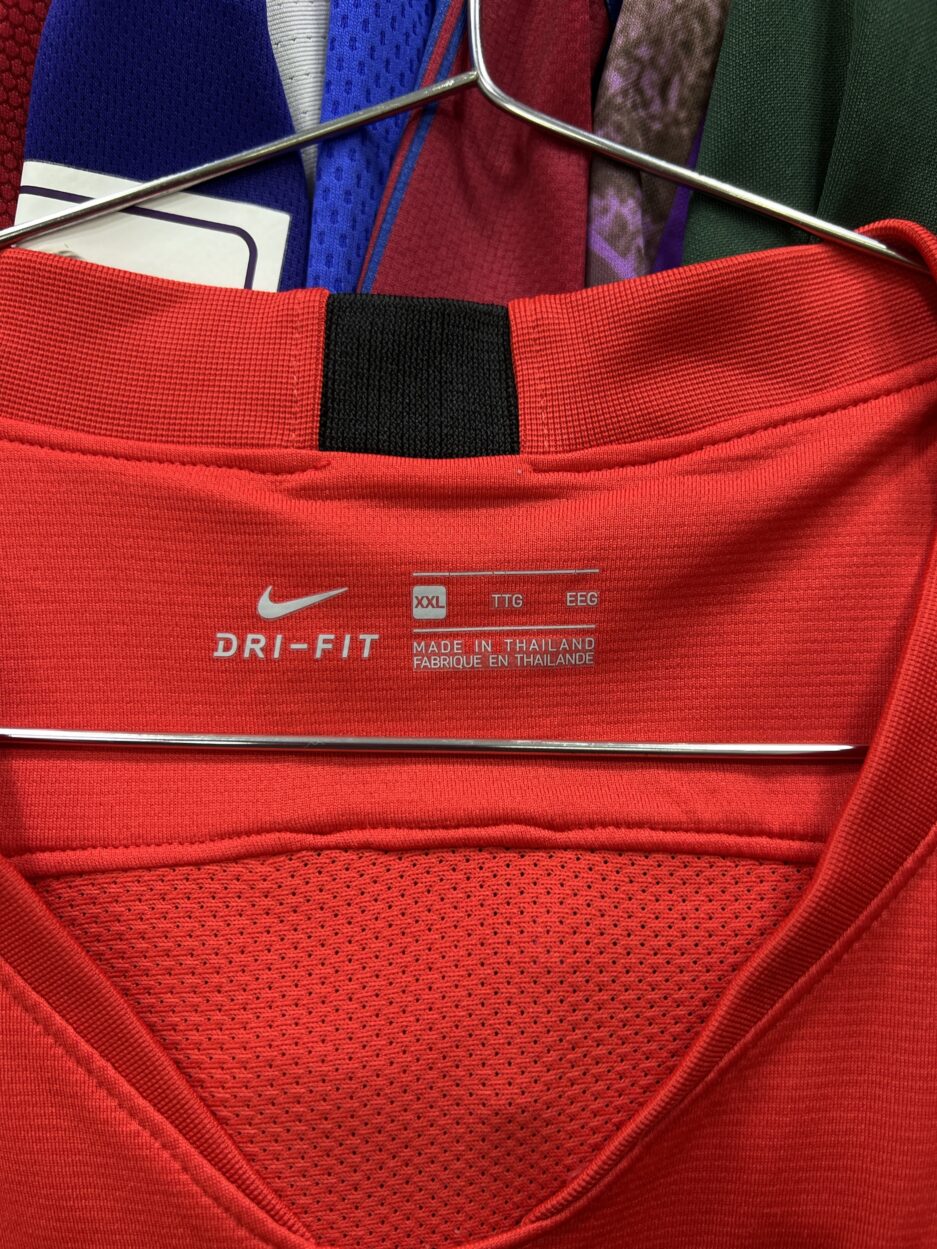 DRI-FIT
XXL TTG EEG
MADE IN THAILAND
FABRIQUE EN THAILANDE